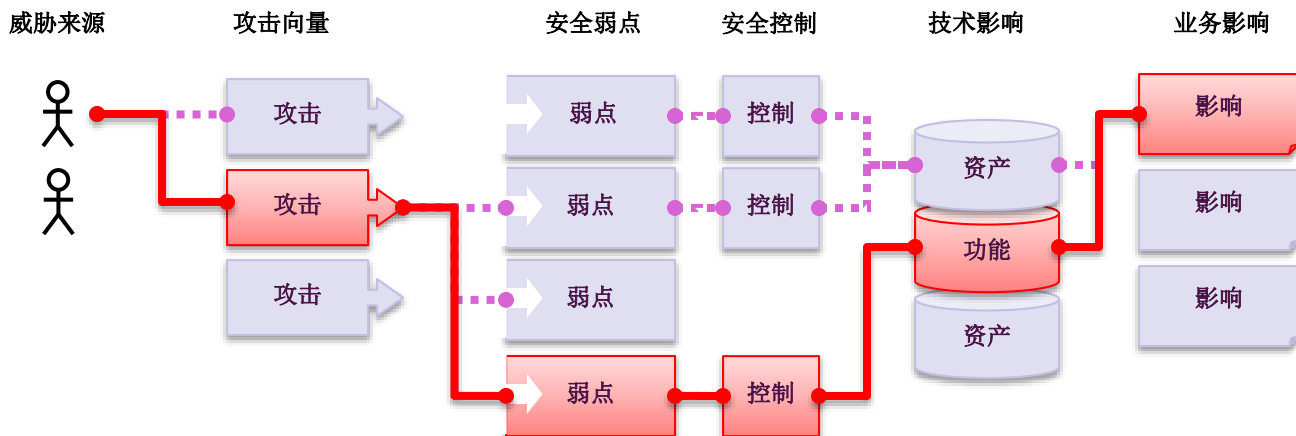 威胁来源 攻击向量 安全弱点 安全控制 技术影响 业务影响
攻击 弱点 控制 影响
资产
攻击 弱点 控制 影响
功能
攻击 弱点 影响
资产
弱点 控制